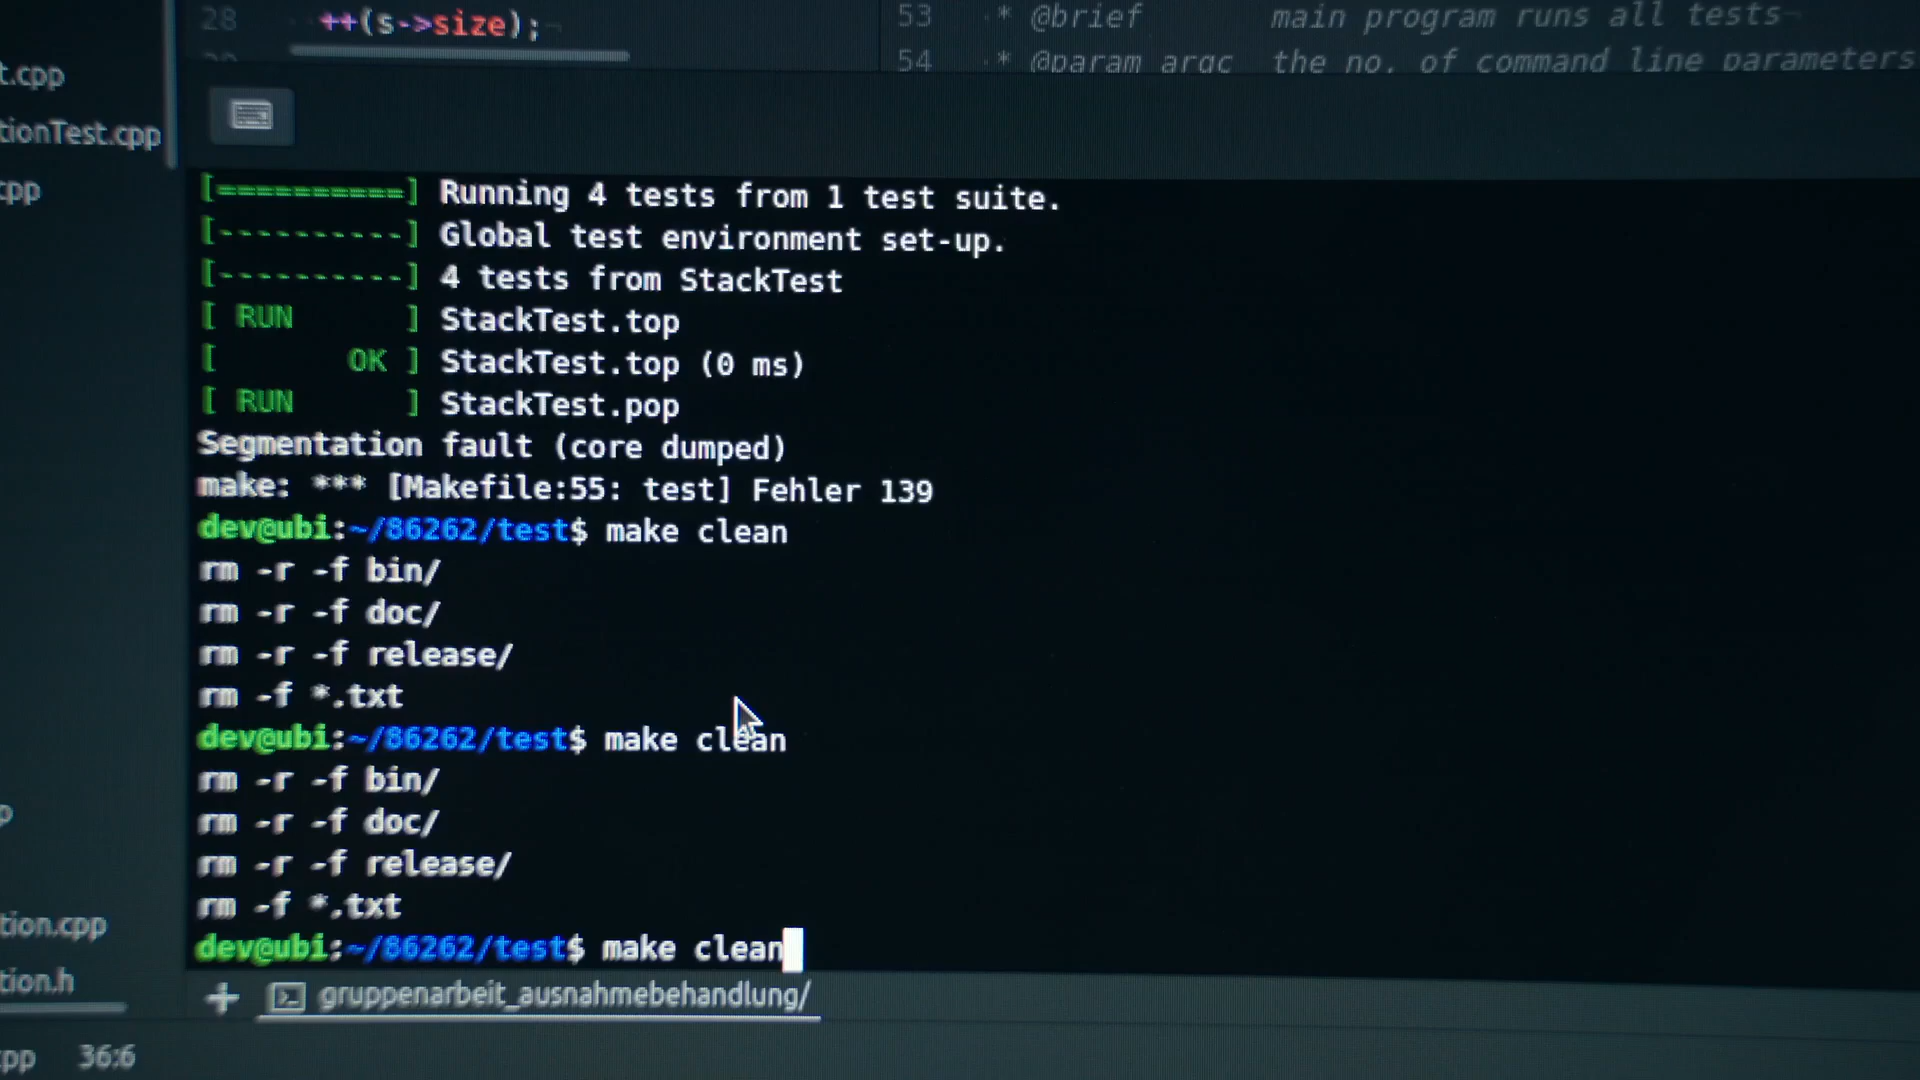 28 ++(s->size);
53 * @brief main program runs all tests
54 * @param argc the no. of command line parameters
t.cpp
tionTest.cpp
cpp
[==========] Running 4 tests from 1 test suite.
[----------] Global test environment set-up.
[----------] 4 tests from StackTest
[ RUN      ] StackTest.top
[       OK ] StackTest.top (0 ms)
[ RUN      ] StackTest.pop
Segmentation fault (core dumped)
make: *** [Makefile:55: test] Fehler 139
dev@ubi:~/86262/test$ make clean
rm -r -f bin/
rm -r -f doc/
rm -r -f release/
rm -f *.txt
dev@ubi:~/86262/test$ make clean
rm -r -f bin/
rm -r -f doc/
rm -r -f release/
rm -f *.txt
dev@ubi:~/86262/test$ make clean
p
tion.cpp
tion.h
+ gruppenarbeit_ausnahmebehandlung/
cpp 36:6